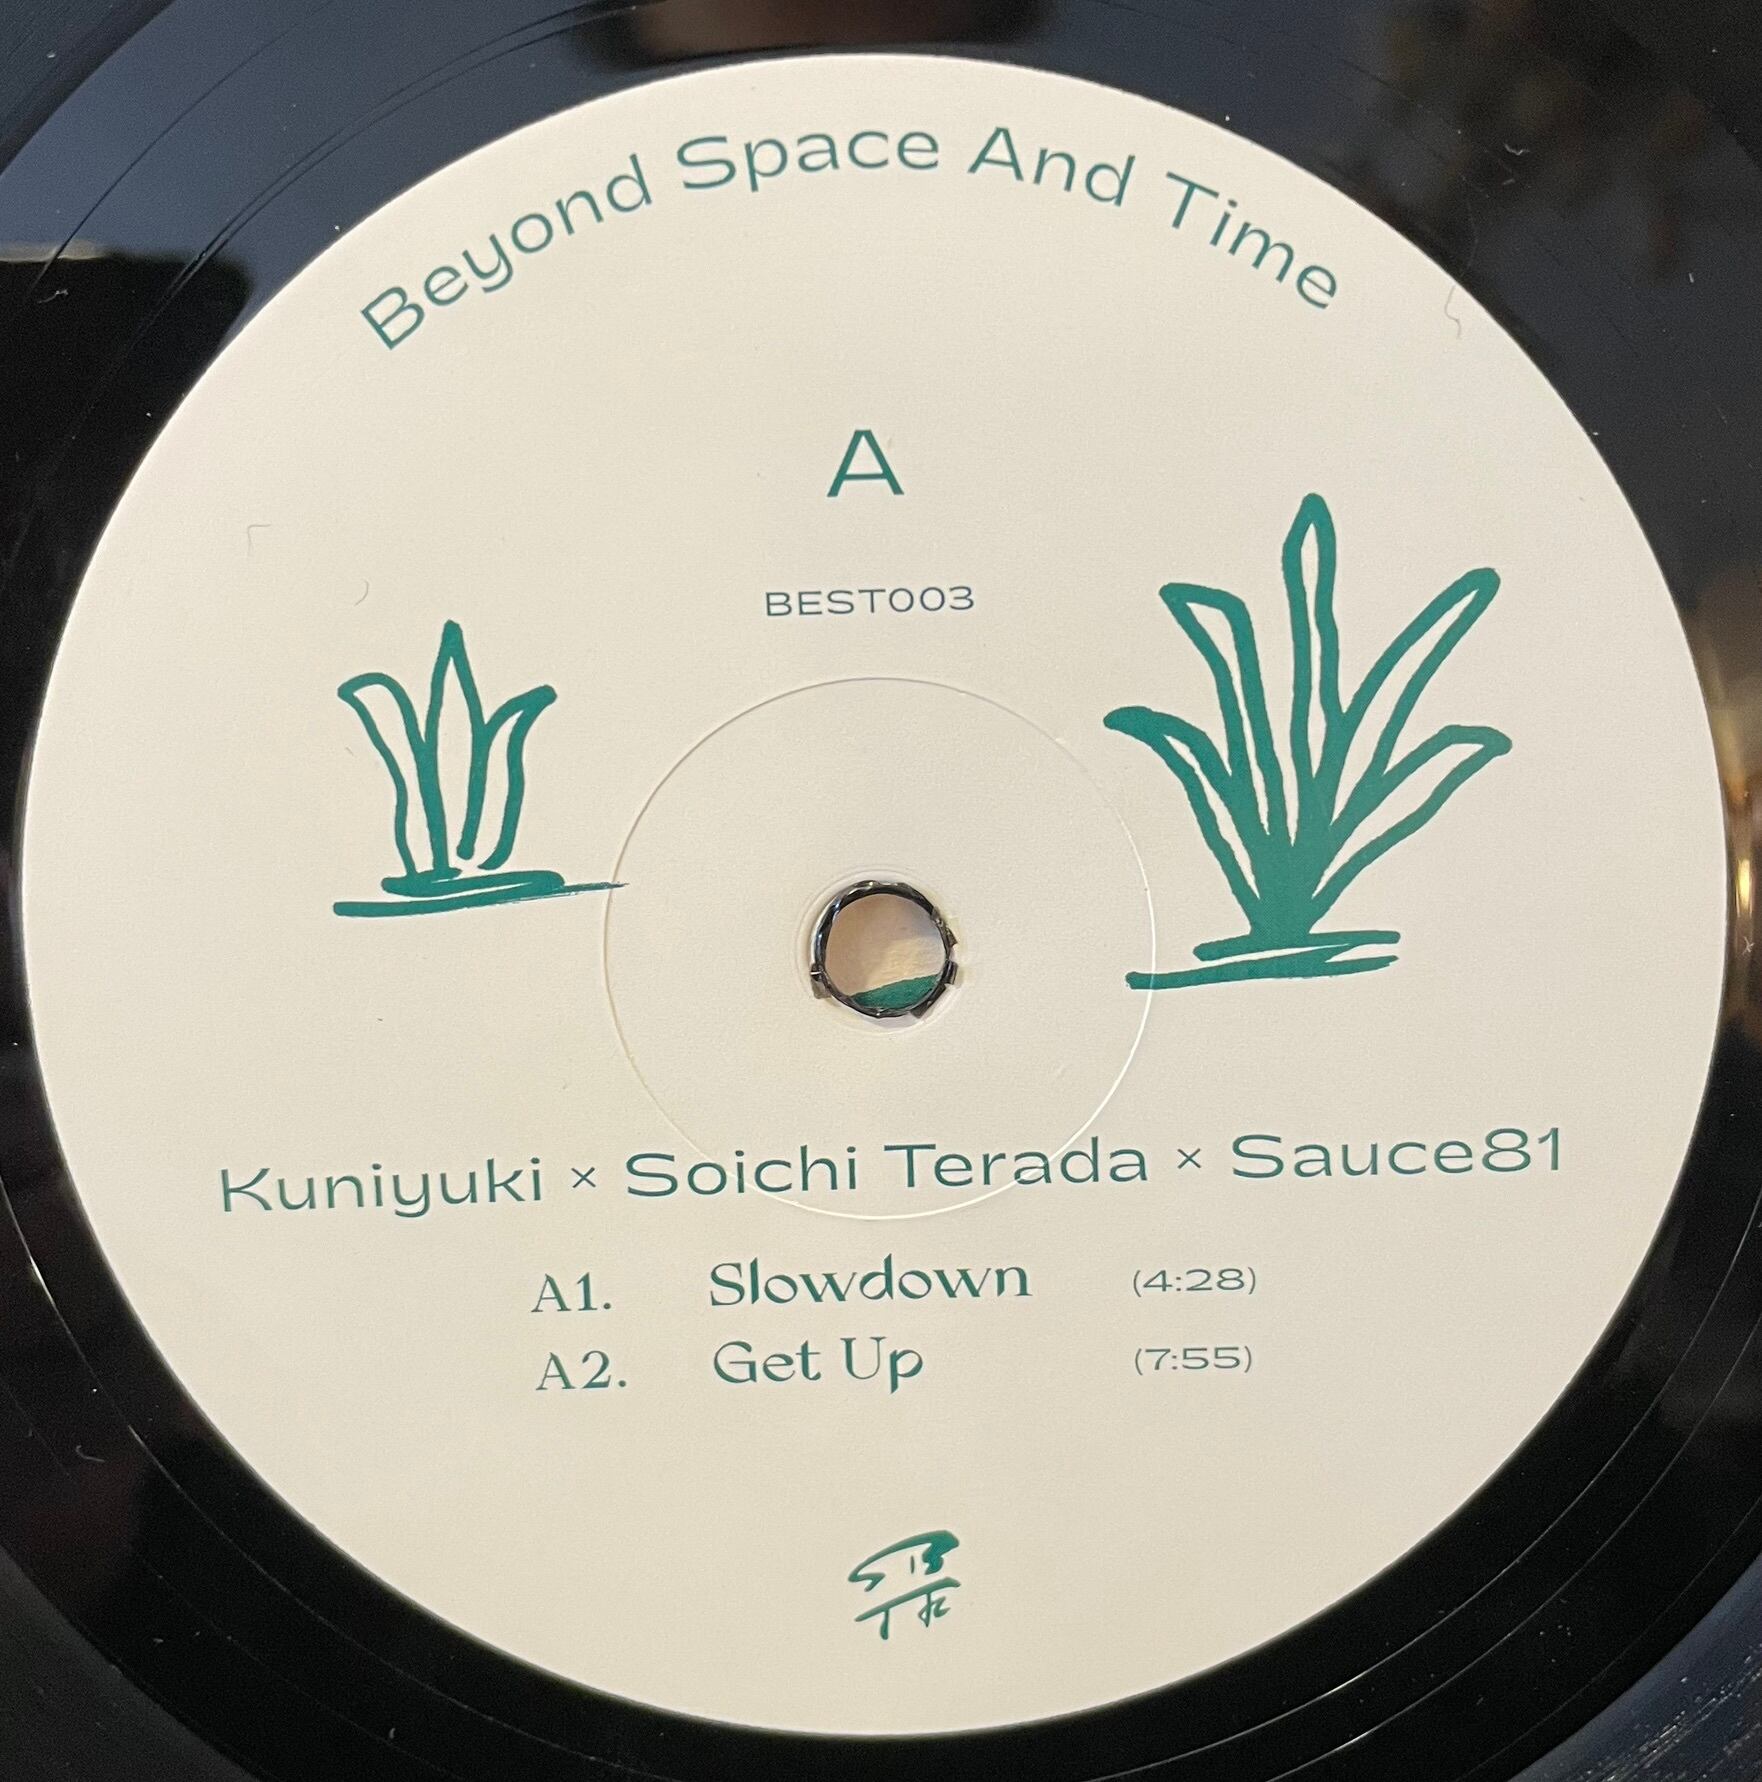 Beyond Space And Time
A
BEST003
Kuniyuki × Soichi Terada × Sauce81
A1. Slowdown (4:28)
A2. Get Up (7:55)